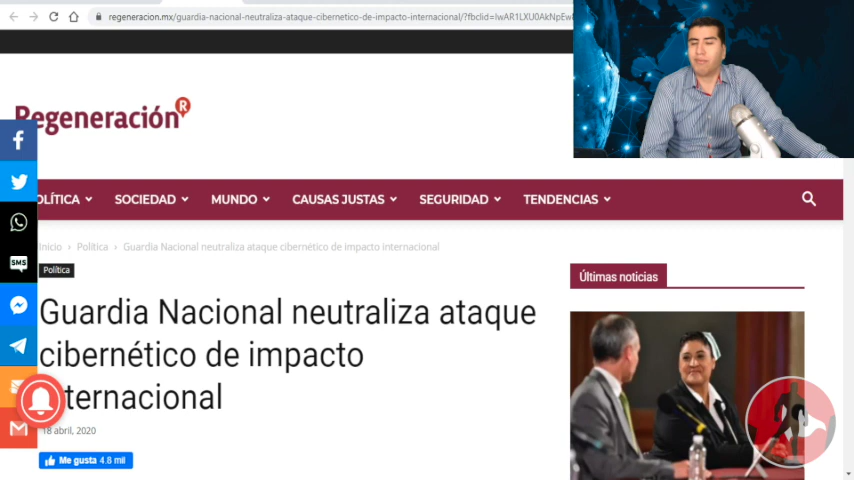 regeneracion.mx/guardia-nacional-neutraliza-ataque-cibernetico-de-impacto-internacional/?fbclid=IwAR1LXU0AkNpEw
Regeneración R
OLÍTICA SOCIEDAD MUNDO CAUSAS JUSTAS SEGURIDAD TENDENCIAS
SMS
Inicio › Política › Guardia Nacional neutraliza ataque cibernético de impacto internacional
Política
Últimas noticias
Guardia Nacional neutraliza ataque
cibernético de impacto
ternacional
18 abril, 2020
Me gusta 4.8 mil